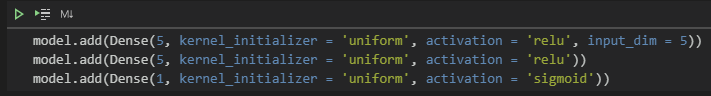 M↓
model.add(Dense(5, kernel_initializer = 'uniform', activation = 'relu', input_dim = 5))
model.add(Dense(5, kernel_initializer = 'uniform', activation = 'relu'))
model.add(Dense(1, kernel_initializer = 'uniform', activation = 'sigmoid'))